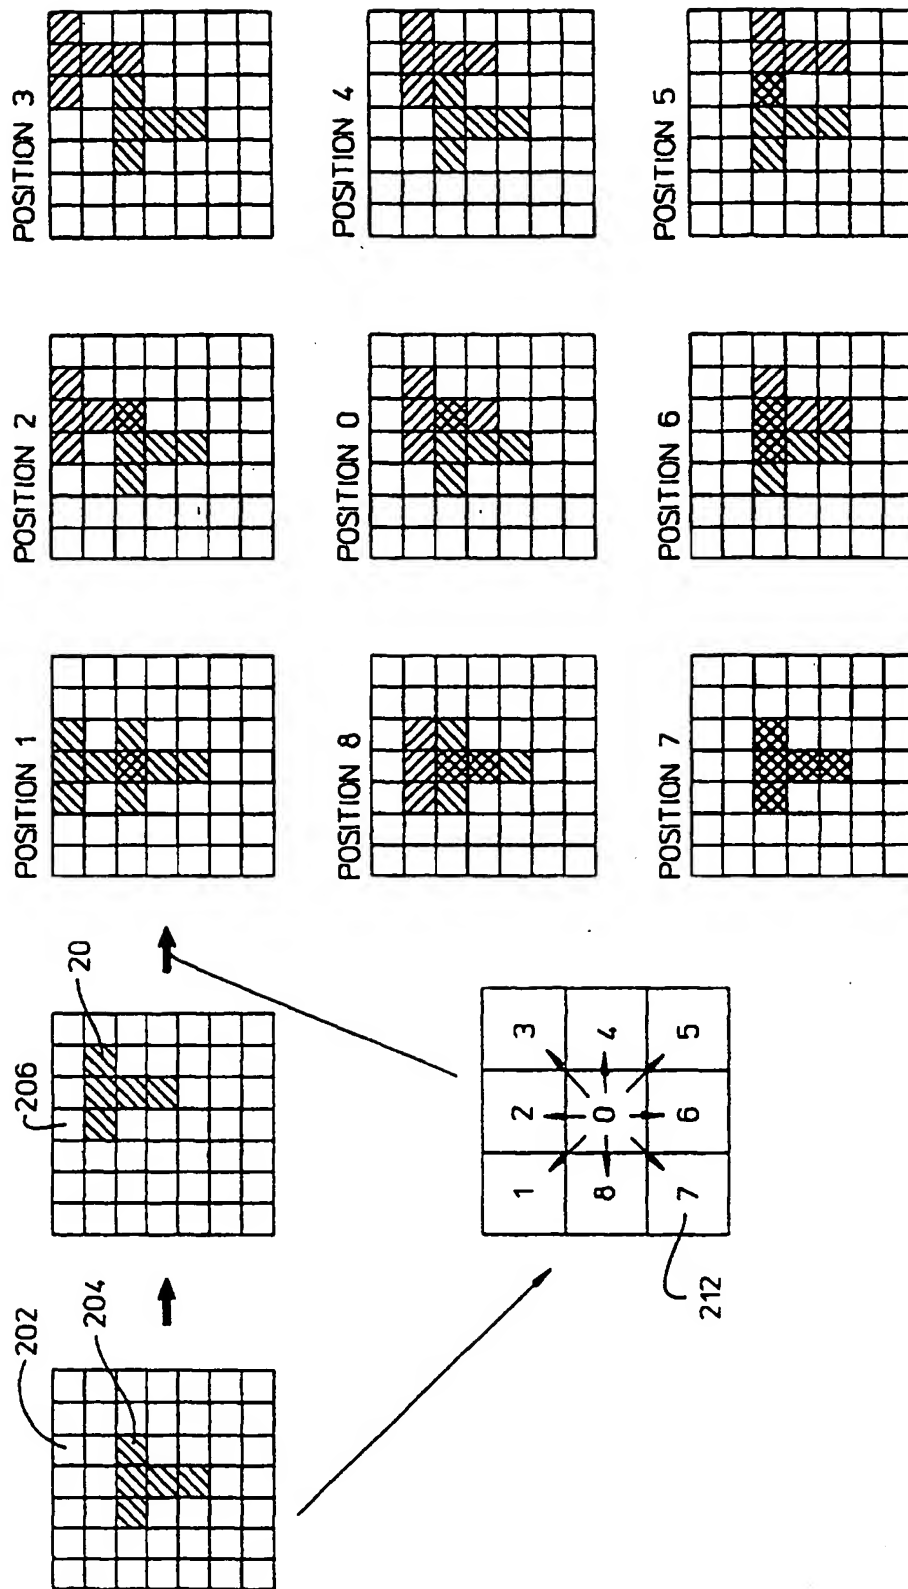 202
204
206
20
1 2 3
8 0 4
7 6 5
212
POSITION 1
POSITION 2
POSITION 3
POSITION 8
POSITION 0
POSITION 4
POSITION 7
POSITION 6
POSITION 5